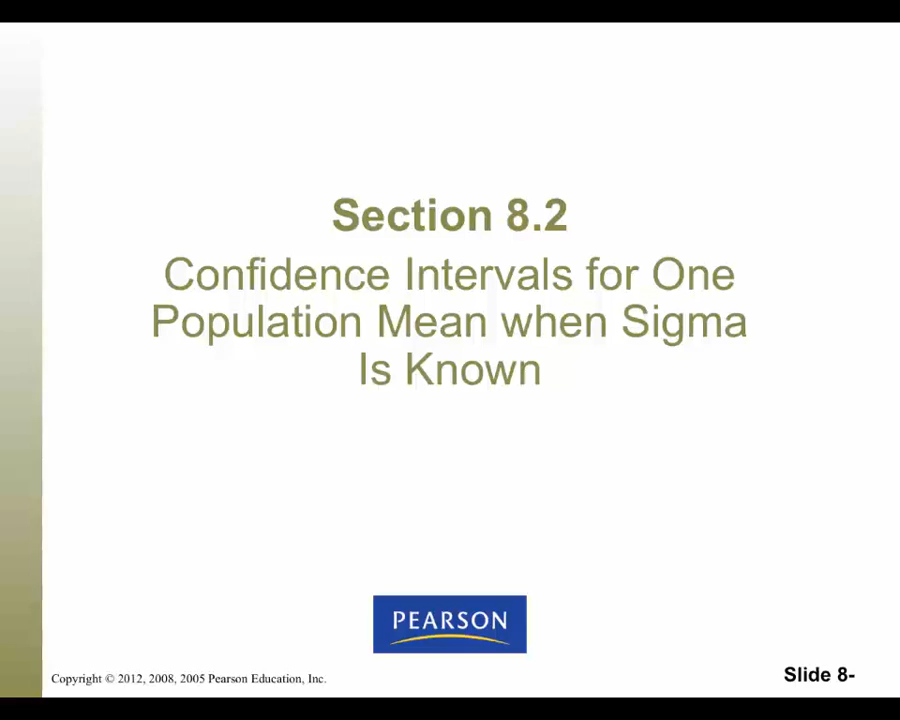 Section 8.2
Confidence Intervals for One
Population Mean when Sigma
Is Known
PEARSON
Copyright © 2012, 2008, 2005 Pearson Education, Inc.
Slide 8-